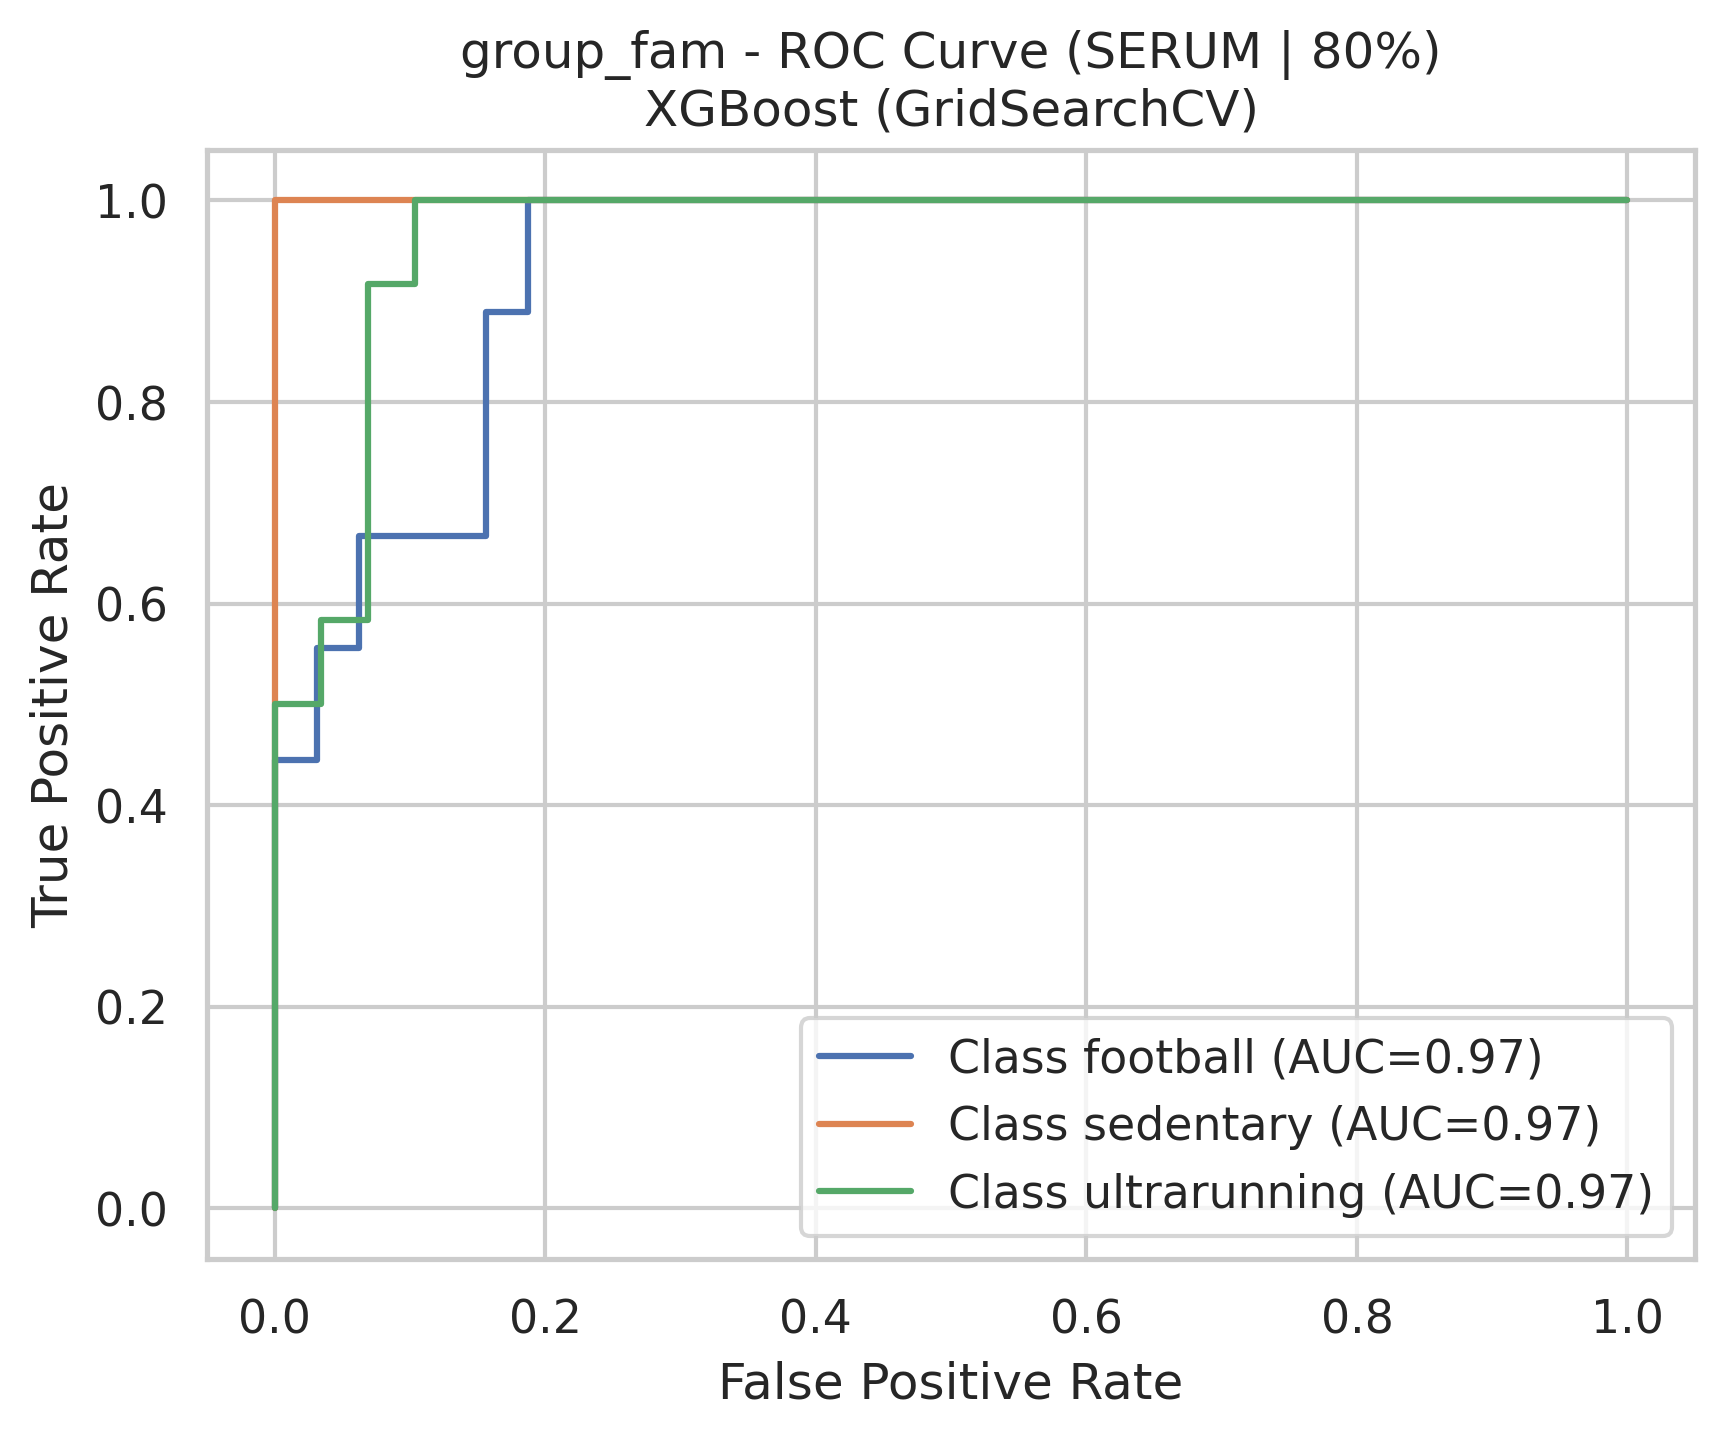 group_fam - ROC Curve (SERUM | 80%)
XGBoost (GridSearchCV)
True Positive Rate
1.0
0.8
0.6
0.4
0.2
0.0
Class football (AUC=0.97)
Class sedentary (AUC=0.97)
Class ultrarunning (AUC=0.97)
0.0 0.2 0.4 0.6 0.8 1.0
False Positive Rate